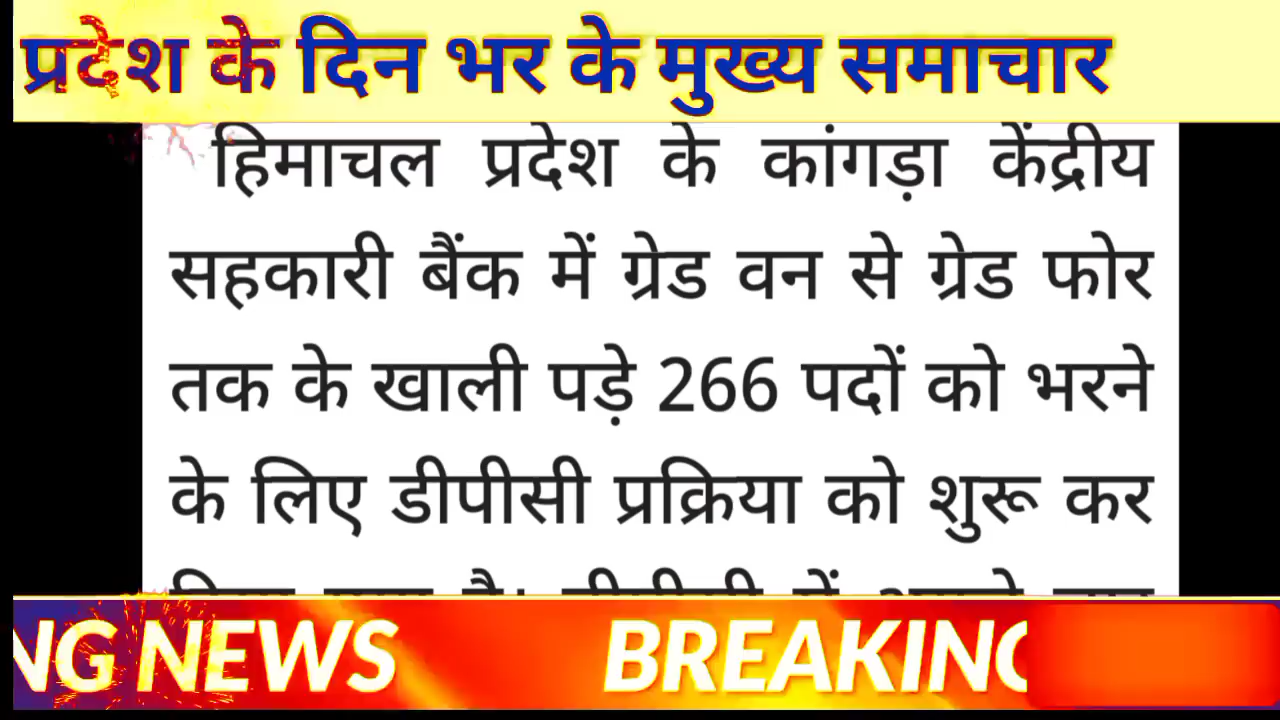 प्रदेश के दिन भर के मुख्य समाचार
हिमाचल प्रदेश के कांगड़ा केंद्रीय
सहकारी बैंक में ग्रेड वन से ग्रेड फोर
तक के खाली पड़े 266 पदों को भरने
के लिए डीपीसी प्रक्रिया को शुरू कर
NG NEWS BREAKING